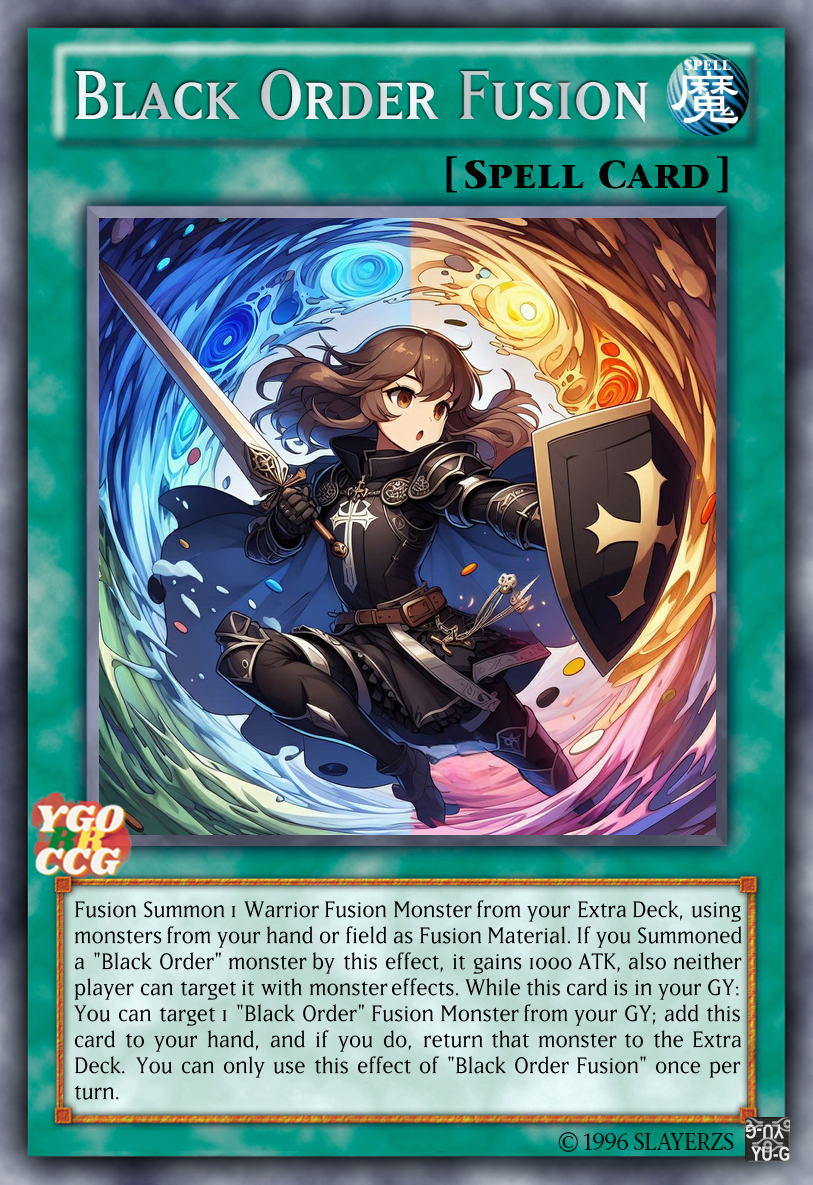 Black Order Fusion
SPELL
魔
[Spell Card]
YGO
BR
CCG
Fusion Summon 1 Warrior Fusion Monster from your Extra Deck, using
monsters from your hand or field as Fusion Material. If you Summoned
a "Black Order" monster by this effect, it gains 1000 ATK, also neither
player can target it with monster effects. While this card is in your GY:
You can target 1 "Black Order" Fusion Monster from your GY; add this
card to your hand, and if you do, return that monster to the Extra
Deck. You can only use this effect of "Black Order Fusion" once per
turn.
© 1996 SLAYERZS
YU-G